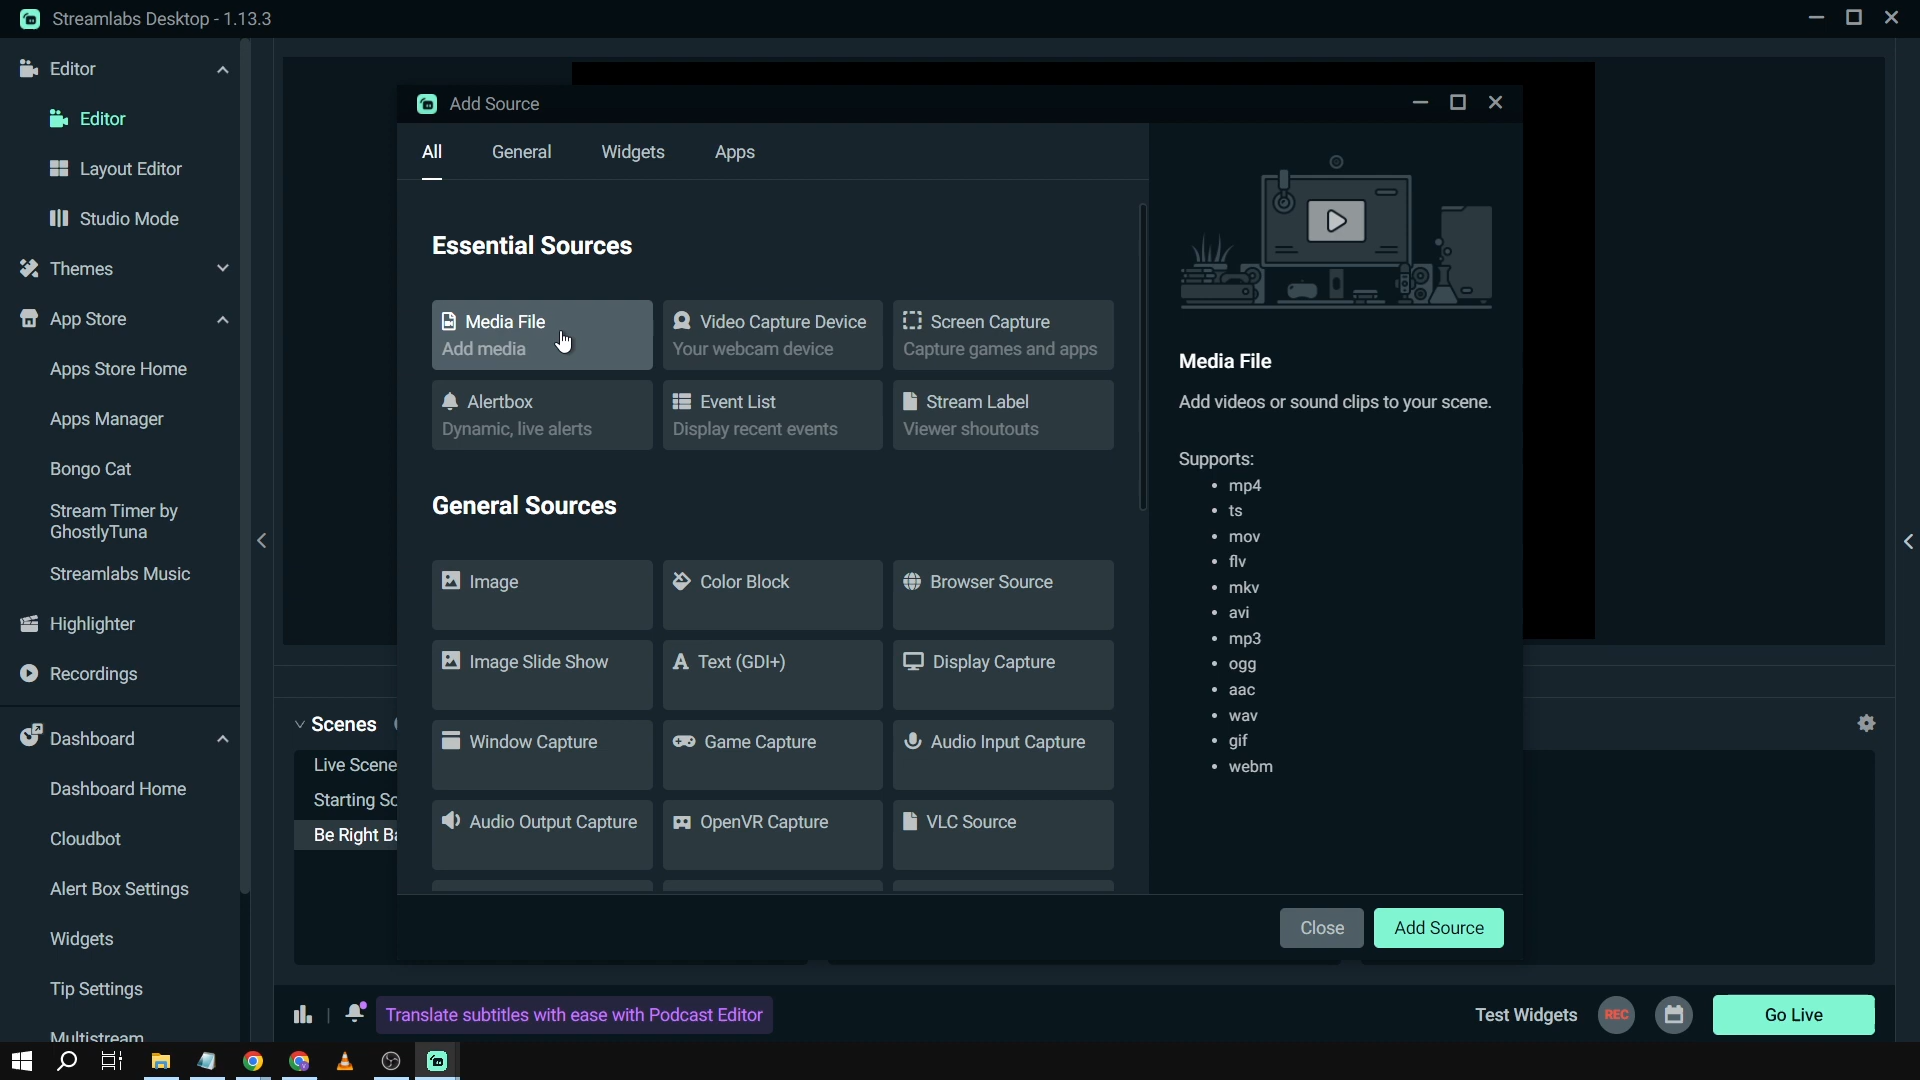 Streamlabs Desktop - 1.13.3
Editor
Editor
Layout Editor
Studio Mode
Themes
App Store
Apps Store Home
Apps Manager
Bongo Cat
Stream Timer by
GhostlyTuna
Streamlabs Music
Highlighter
Recordings
Dashboard
Dashboard Home
Cloudbot
Alert Box Settings
Widgets
Tip Settings
Multistream
Add Source
All General Widgets Apps
Essential Sources
Media File
Add media
Video Capture Device
Your webcam device
Screen Capture
Capture games and apps
Alertbox
Dynamic, live alerts
Event List
Display recent events
Stream Label
Viewer shoutouts
General Sources
Image
Color Block
Browser Source
Image Slide Show
Text (GDI+)
Display Capture
Window Capture
Game Capture
Audio Input Capture
Audio Output Capture
OpenVR Capture
VLC Source
Media File
Add videos or sound clips to your scene.
Supports:
• mp4
• ts
• mov
• flv
• mkv
• avi
• mp3
• ogg
• aac
• wav
• gif
• webm
Close
Add Source
Scenes
Live Scene
Starting Sc
Be Right Ba
Translate subtitles with ease with Podcast Editor
Test Widgets
REC
Go Live